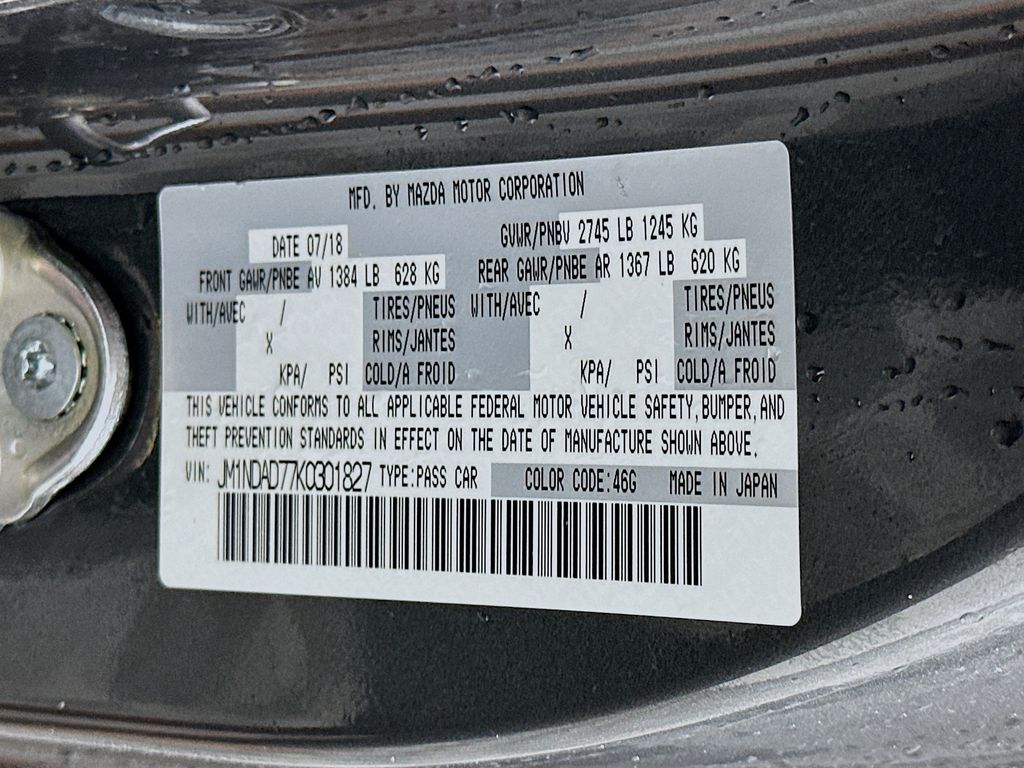 MFD. BY MAZDA MOTOR CORPORATION
DATE 07/18 GVWR/PNBV 2745 LB 1245 KG
FRONT GAWR/PNBE AV 1384 LB 628 KG REAR GAWR/PNBE AR 1367 LB 620 KG
WITH/AVEC / TIRES/PNEUS WITH/AVEC / TIRES/PNEUS
X RIMS/JANTES X RIMS/JANTES
KPA/ PSI COLD/A FROID KPA/ PSI COLD/A FROID
THIS VEHICLE CONFORMS TO ALL APPLICABLE FEDERAL MOTOR VEHICLE SAFETY, BUMPER, AND
THEFT PREVENTION STANDARDS IN EFFECT ON THE DATE OF MANUFACTURE SHOWN ABOVE.
VIN: JM1NDAD77K0301827 TYPE:PASS CAR COLOR CODE:46G MADE IN JAPAN